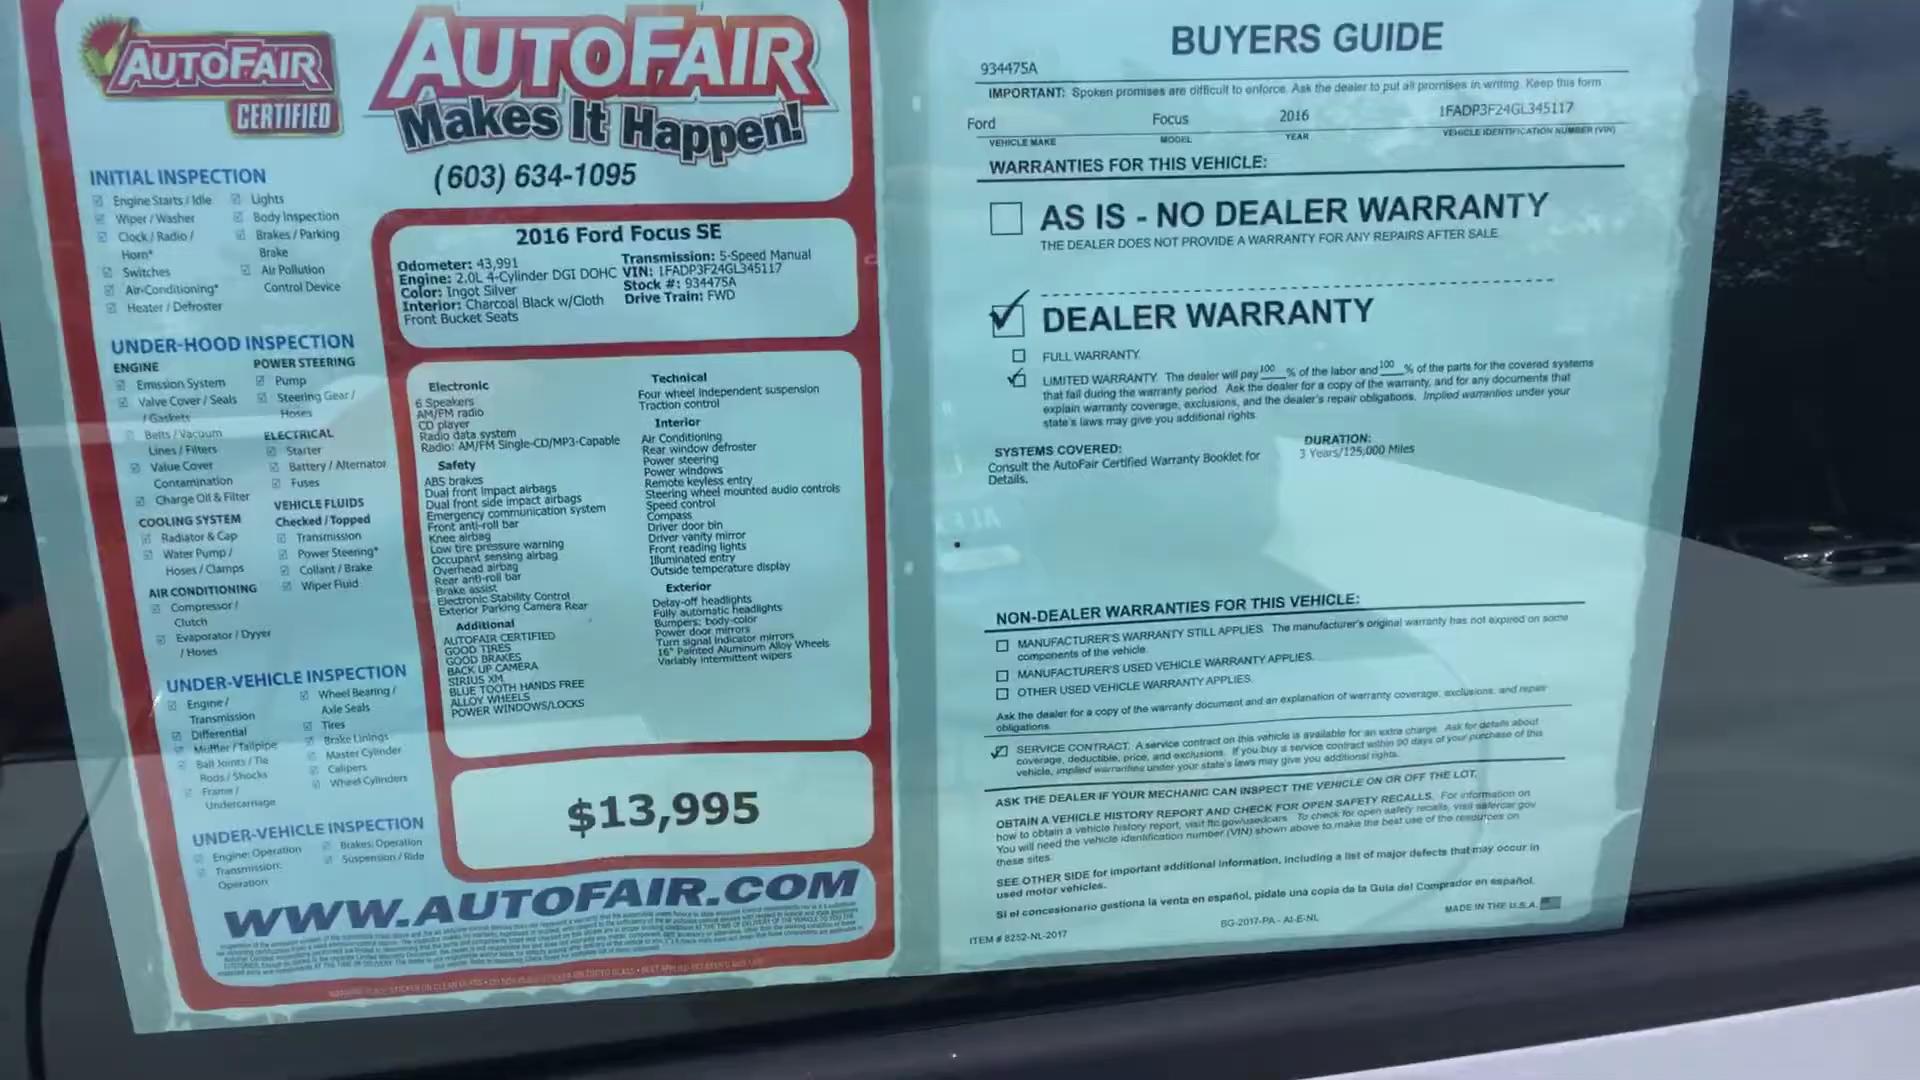 AUTOFAIR
CERTIFIED
AUTOFAIR
Makes It Happen!
(603) 634-1095
INITIAL INSPECTION
Engine Starts / Idle
Wiper / Washer
Clock / Radio /
Horn*
Switches
Air-Conditioning*
Heater / Defroster
Lights
Body Inspection
Brakes / Parking
Brake
Air Pollution
Control Device
UNDER-HOOD INSPECTION
ENGINE
Emission System
Valve Cover / Seals
/ Gaskets
Belts / Vacuum
Lines / Filters
Value Cover
Contamination
Charge Oil & Filter
COOLING SYSTEM
Radiator & Cap
Water Pump /
Hoses / Clamps
AIR CONDITIONING
Compressor /
Clutch
Evaporator / Dyyer
/ Hoses
POWER STEERING
Pump
Steering Gear /
Hoses
ELECTRICAL
Starter
Battery / Alternator
Fuses
VEHICLE FLUIDS
Checked / Topped
Transmission
Power Steering*
Collant / Brake
Wiper Fluid
UNDER-VEHICLE INSPECTION
Engine /
Transmission
Differential
Muffler / Tailpipe
Ball Joints / Tie
Rods / Shocks
Frame /
Undercarriage
Wheel Bearing /
Axle Seals
Tires
Brake Linings
Master Cylinder
Calipers
Wheel Cylinders
UNDER-VEHICLE INSPECTION
Engine: Operation
Transmission:
Operation
Brakes: Operation
Suspension / Ride
2016 Ford Focus SE
Odometer: 43,991
Engine: 2.0L 4-Cylinder DGI DOHC
Color: Ingot Silver
Interior: Charcoal Black w/Cloth
Front Bucket Seats
Transmission: 5-Speed Manual
VIN: 1FADP3F24GL345117
Stock #: 934475A
Drive Train: FWD
Electronic
6 Speakers
AM/FM radio
CD player
Radio data system
Radio: AM/FM Single-CD/MP3-Capable
Safety
ABS brakes
Dual front impact airbags
Dual front side impact airbags
Emergency communication system
Front anti-roll bar
Knee airbag
Low tire pressure warning
Occupant sensing airbag
Overhead airbag
Rear anti-roll bar
Brake assist
Electronic Stability Control
Exterior Parking Camera Rear
Additional
AUTOFAIR CERTIFIED
GOOD TIRES
GOOD BRAKES
BACK UP CAMERA
SIRIUS XM
BLUE TOOTH HANDS FREE
ALLOY WHEELS
POWER WINDOWS/LOCKS
Technical
Four wheel independent suspension
Traction control
Interior
Air Conditioning
Rear window defroster
Power steering
Power windows
Remote keyless entry
Steering wheel mounted audio controls
Speed control
Compass
Driver door bin
Driver vanity mirror
Front reading lights
Illuminated entry
Outside temperature display
Exterior
Delay-off headlights
Fully automatic headlights
Bumpers: body-color
Power door mirrors
Turn signal indicator mirrors
16" Painted Aluminum Alloy Wheels
Variably intermittent wipers
$13,995
WWW.AUTOFAIR.COM
BUYERS GUIDE
934475A
IMPORTANT: Spoken promises are difficult to enforce. Ask the dealer to put all promises in writing. Keep this form
Ford Focus 2016 1FADP3F24GL345117
VEHICLE MAKE MODEL YEAR VEHICLE IDENTIFICATION NUMBER (VIN)
WARRANTIES FOR THIS VEHICLE:
AS IS - NO DEALER WARRANTY
THE DEALER DOES NOT PROVIDE A WARRANTY FOR ANY REPAIRS AFTER SALE.
DEALER WARRANTY
FULL WARRANTY.
LIMITED WARRANTY. The dealer will pay 100 % of the labor and 100 % of the parts for the covered systems
that fail during the warranty period. Ask the dealer for a copy of the warranty, and for any documents that
explain warranty coverage, exclusions, and the dealer's repair obligations. Implied warranties under your
state's laws may give you additional rights.
SYSTEMS COVERED:
Consult the AutoFair Certified Warranty Booklet for
Details.
DURATION:
3 Years/125,000 Miles
NON-DEALER WARRANTIES FOR THIS VEHICLE:
MANUFACTURER'S WARRANTY STILL APPLIES. The manufacturer's original warranty has not expired on some
components of the vehicle.
MANUFACTURER'S USED VEHICLE WARRANTY APPLIES.
OTHER USED VEHICLE WARRANTY APPLIES.
Ask the dealer for a copy of the warranty document and an explanation of warranty coverage, exclusions, and repair
obligations.
SERVICE CONTRACT. A service contract on this vehicle is available for an extra charge. Ask for details about
coverage, deductible, price, and exclusions. If you buy a service contract within 90 days of your purchase of this
vehicle, implied warranties under your state's laws may give you additional rights.
ASK THE DEALER IF YOUR MECHANIC CAN INSPECT THE VEHICLE ON OR OFF THE LOT.
OBTAIN A VEHICLE HISTORY REPORT AND CHECK FOR OPEN SAFETY RECALLS. For information on
how to obtain a vehicle history report, visit ftc.gov/usedcars. To check for open safety recalls, visit safercar.gov
You will need the vehicle identification number (VIN) shown above to make the best use of the resources on
these sites.
SEE OTHER SIDE for important additional information, including a list of major defects that may occur in
used motor vehicles.
Si el concesionario gestiona la venta en español, pídale una copia de la Guía del Comprador en español.
ITEM # 8252-NL-2017
BG-2017-PA - AI-E-NL
MADE IN THE U.S.A.